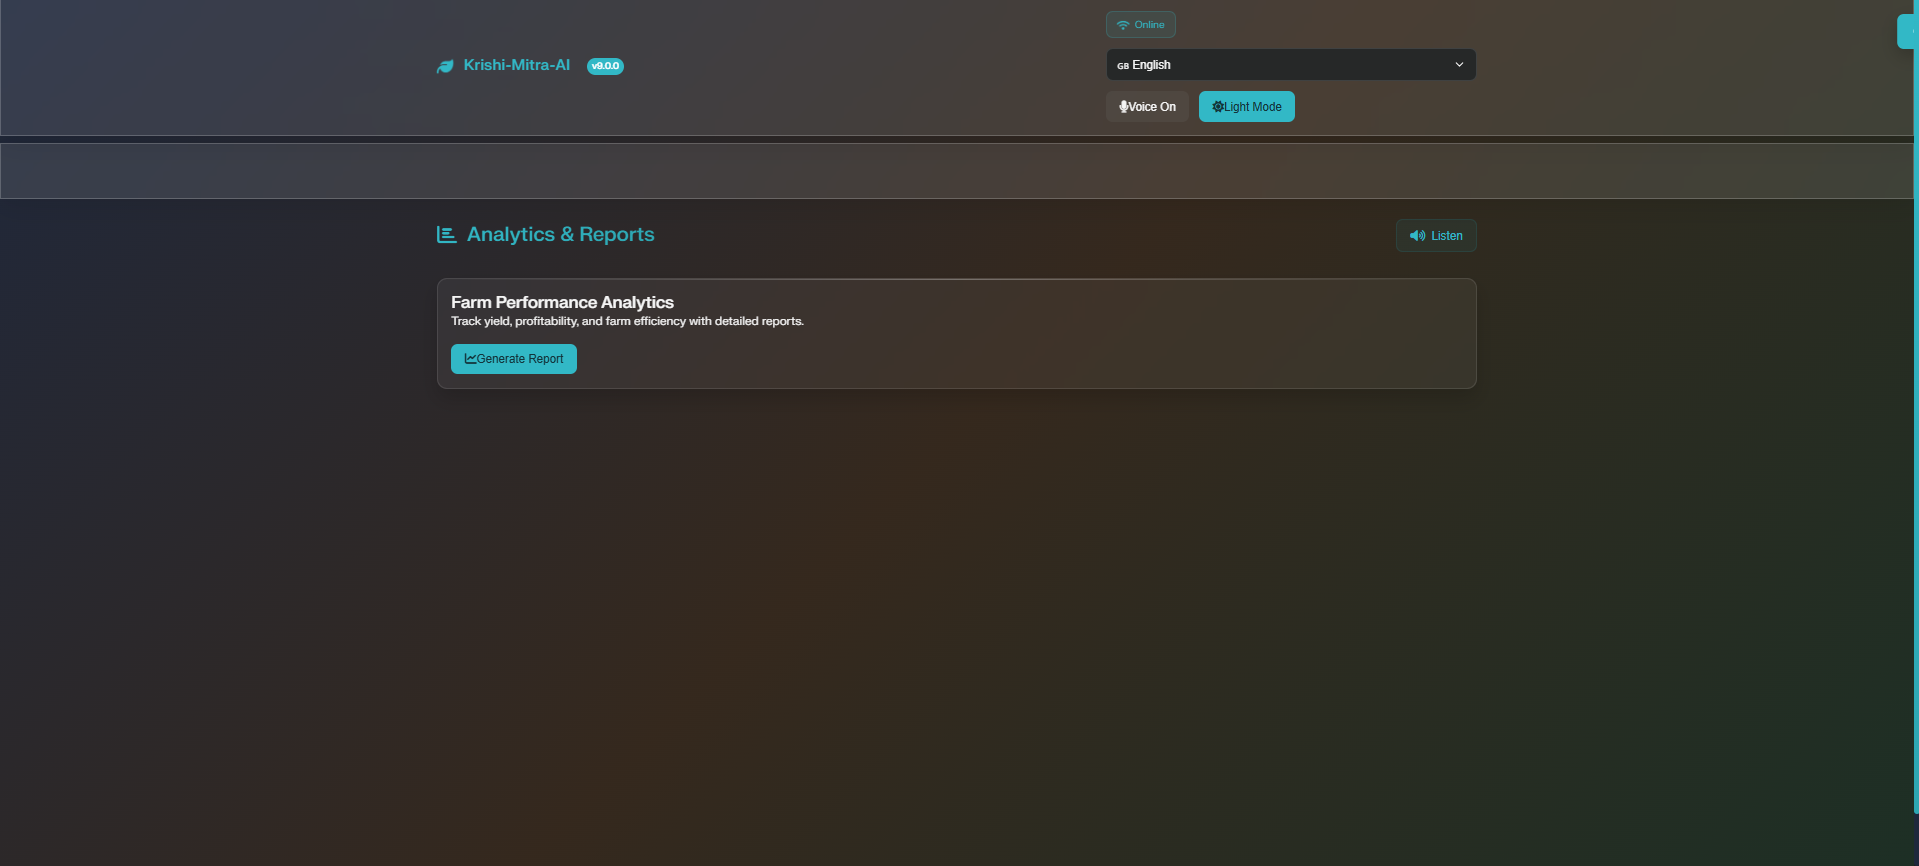 Online
Krishi-Mitra-AI v9.0.0
GB English
Voice On Light Mode
Analytics & Reports
Listen
Farm Performance Analytics
Track yield, profitability, and farm efficiency with detailed reports.
Generate Report